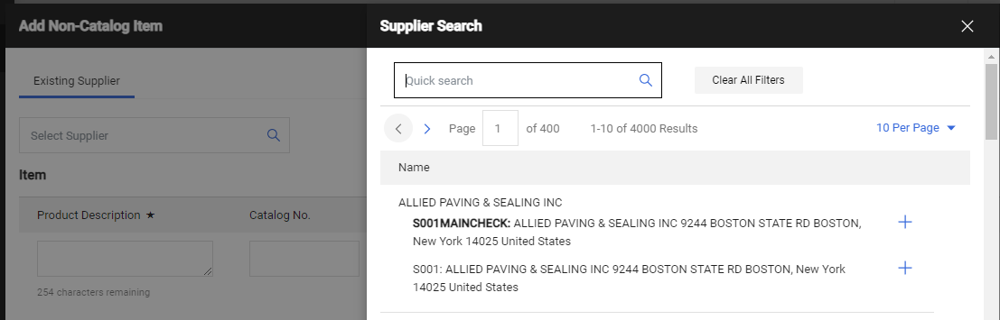 Add Non-Catalog Item
Existing Supplier
Select Supplier
Item
Product Description ★ Catalog No.
254 characters remaining
Supplier Search
Quick search
Clear All Filters
Page 1 of 400 1-10 of 4000 Results 10 Per Page
Name
ALLIED PAVING & SEALING INC
S001MAINCHECK: ALLIED PAVING & SEALING INC 9244 BOSTON STATE RD BOSTON,
New York 14025 United States
S001: ALLIED PAVING & SEALING INC 9244 BOSTON STATE RD BOSTON, New York
14025 United States